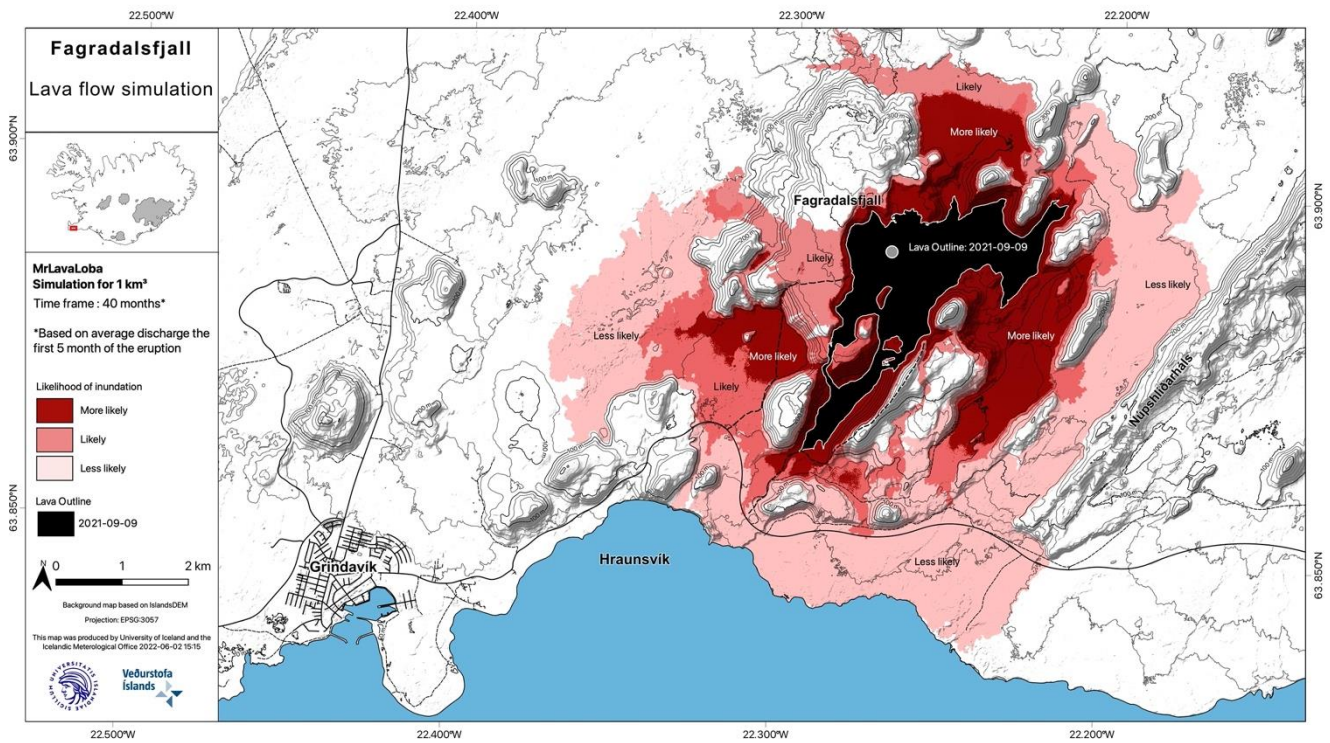 22.500°W
22.400°W
22.300°W
22.200°W
Fagradalsfjall
Lava flow simulation
63.900°N
MrLavaLoba
Simulation for 1 km³
Time frame : 40 months*
*Based on average discharge the
first 5 month of the eruption
Likelihood of inundation
More likely
Likely
Less likely
Lava Outline
2021-09-09
63.850°N
N
0 1 2 km
Background map based on IslandsDEM
Projection: EPSG:3057
This map was produced by University of Iceland and the
Icelandic Meterological Office 2022-06-02 15:15
UNIVERSITATIS ISLANDIAE SIGILLUM
Veðurstofa
Íslands
Likely
More likely
Fagradalsfjall
63.900°N
Lava Outline: 2021-09-09
Likely
Less likely
Less likely
More likely
More likely
Likely
Núpshlíðarhals
Hraunsvík
Less likely
Grindavík
63.850°N
22.500°W
22.400°W
22.300°W
22.200°W